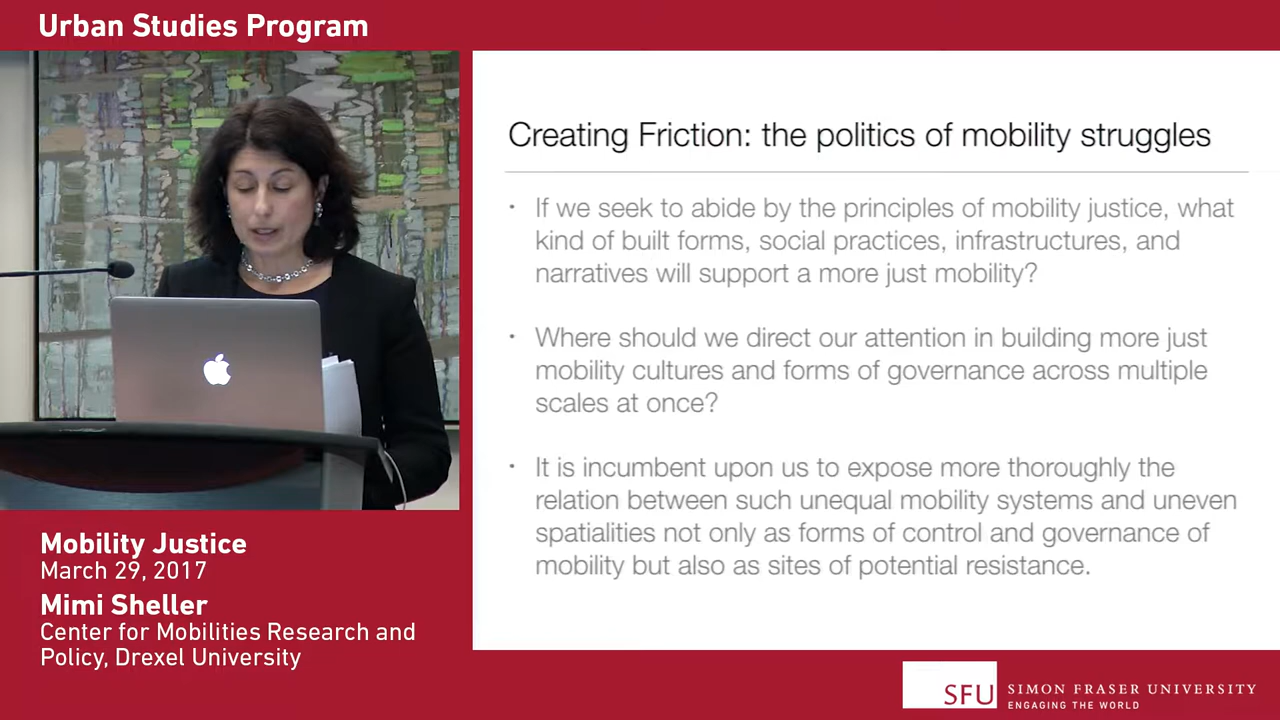 Urban Studies Program
Creating Friction: the politics of mobility struggles
• If we seek to abide by the principles of mobility justice, what
kind of built forms, social practices, infrastructures, and
narratives will support a more just mobility?
• Where should we direct our attention in building more just
mobility cultures and forms of governance across multiple
scales at once?
• It is incumbent upon us to expose more thoroughly the
relation between such unequal mobility systems and uneven
spatialities not only as forms of control and governance of
mobility but also as sites of potential resistance.
Mobility Justice
March 29, 2017
Mimi Sheller
Center for Mobilities Research and
Policy, Drexel University
SFU
SIMON FRASER UNIVERSITY
ENGAGING THE WORLD